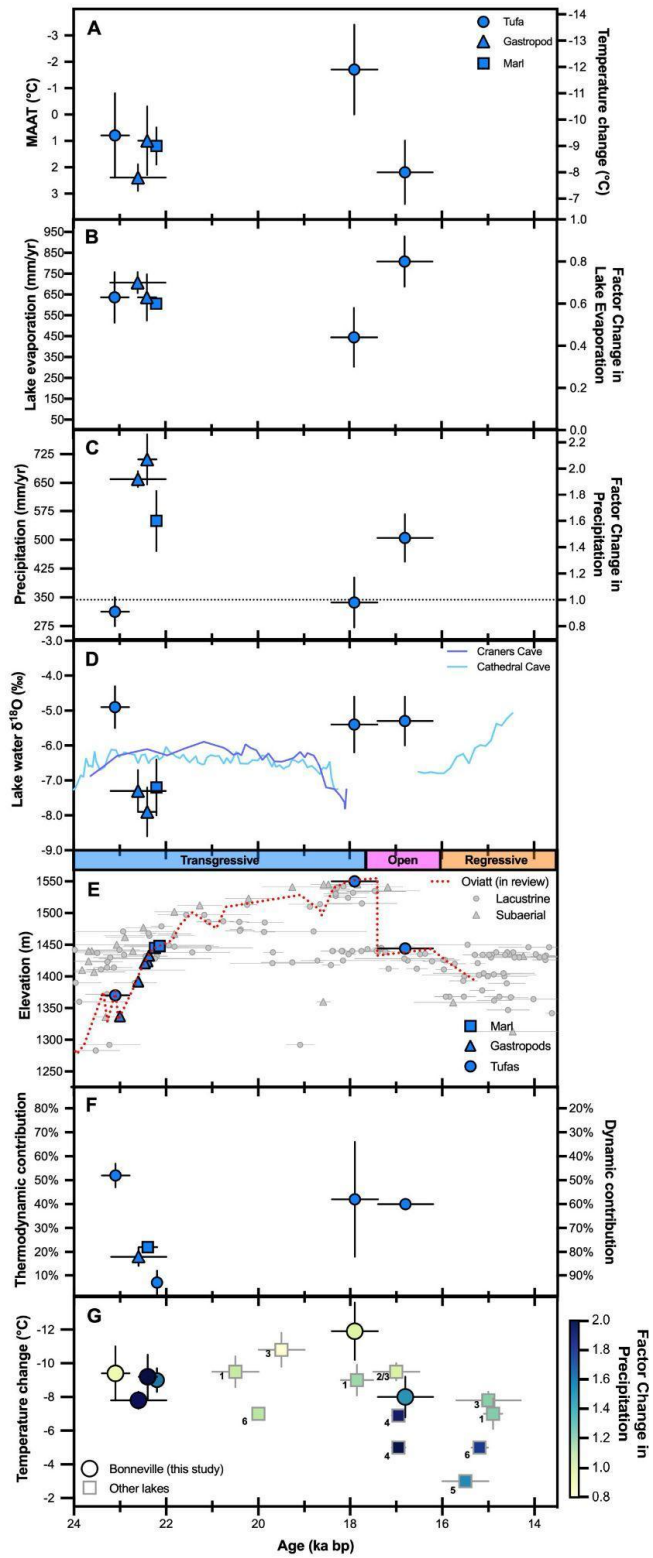 A
Tufa
Gastropod
Marl
MAAT (°C)
-3
-2
-1
0
1
2
3
Temperature change (°C)
-14
-13
-12
-11
-10
-9
-8
-7
B
Lake evaporation (mm/yr)
950
850
750
650
550
450
350
250
150
50
Factor Change in
Lake Evaporation
1.0
0.8
0.6
0.4
0.2
0.0
C
Precipitation (mm/yr)
725
650
575
500
425
350
275
Factor Change in
Precipitation
2.2
2.0
1.8
1.6
1.4
1.2
1.0
0.8
D
Craners Cave
Cathedral Cave
Lake water δ¹⁸O (‰)
-3.0
-4.0
-5.0
-6.0
-7.0
-8.0
-9.0
Transgressive
Open
Regressive
E
Oviatt (in review)
Lacustrine
Subaerial
Elevation (m)
1550
1500
1450
1400
1350
1300
1250
Marl
Gastropods
Tufas
F
Thermodynamic contribution
80%
70%
60%
50%
40%
30%
20%
10%
Dynamic contribution
20%
30%
40%
50%
60%
70%
80%
90%
G
Temperature change (°C)
-12
-10
-8
-6
-4
-2
1
3
6
1
2/3
4
4
3
1
6
5
Bonneville (this study)
Other lakes
24
22
20
18
16
14
Age (ka bp)
2.0
1.8
1.6
1.4
1.2
1.0
0.8
Factor Change in
Precipitation